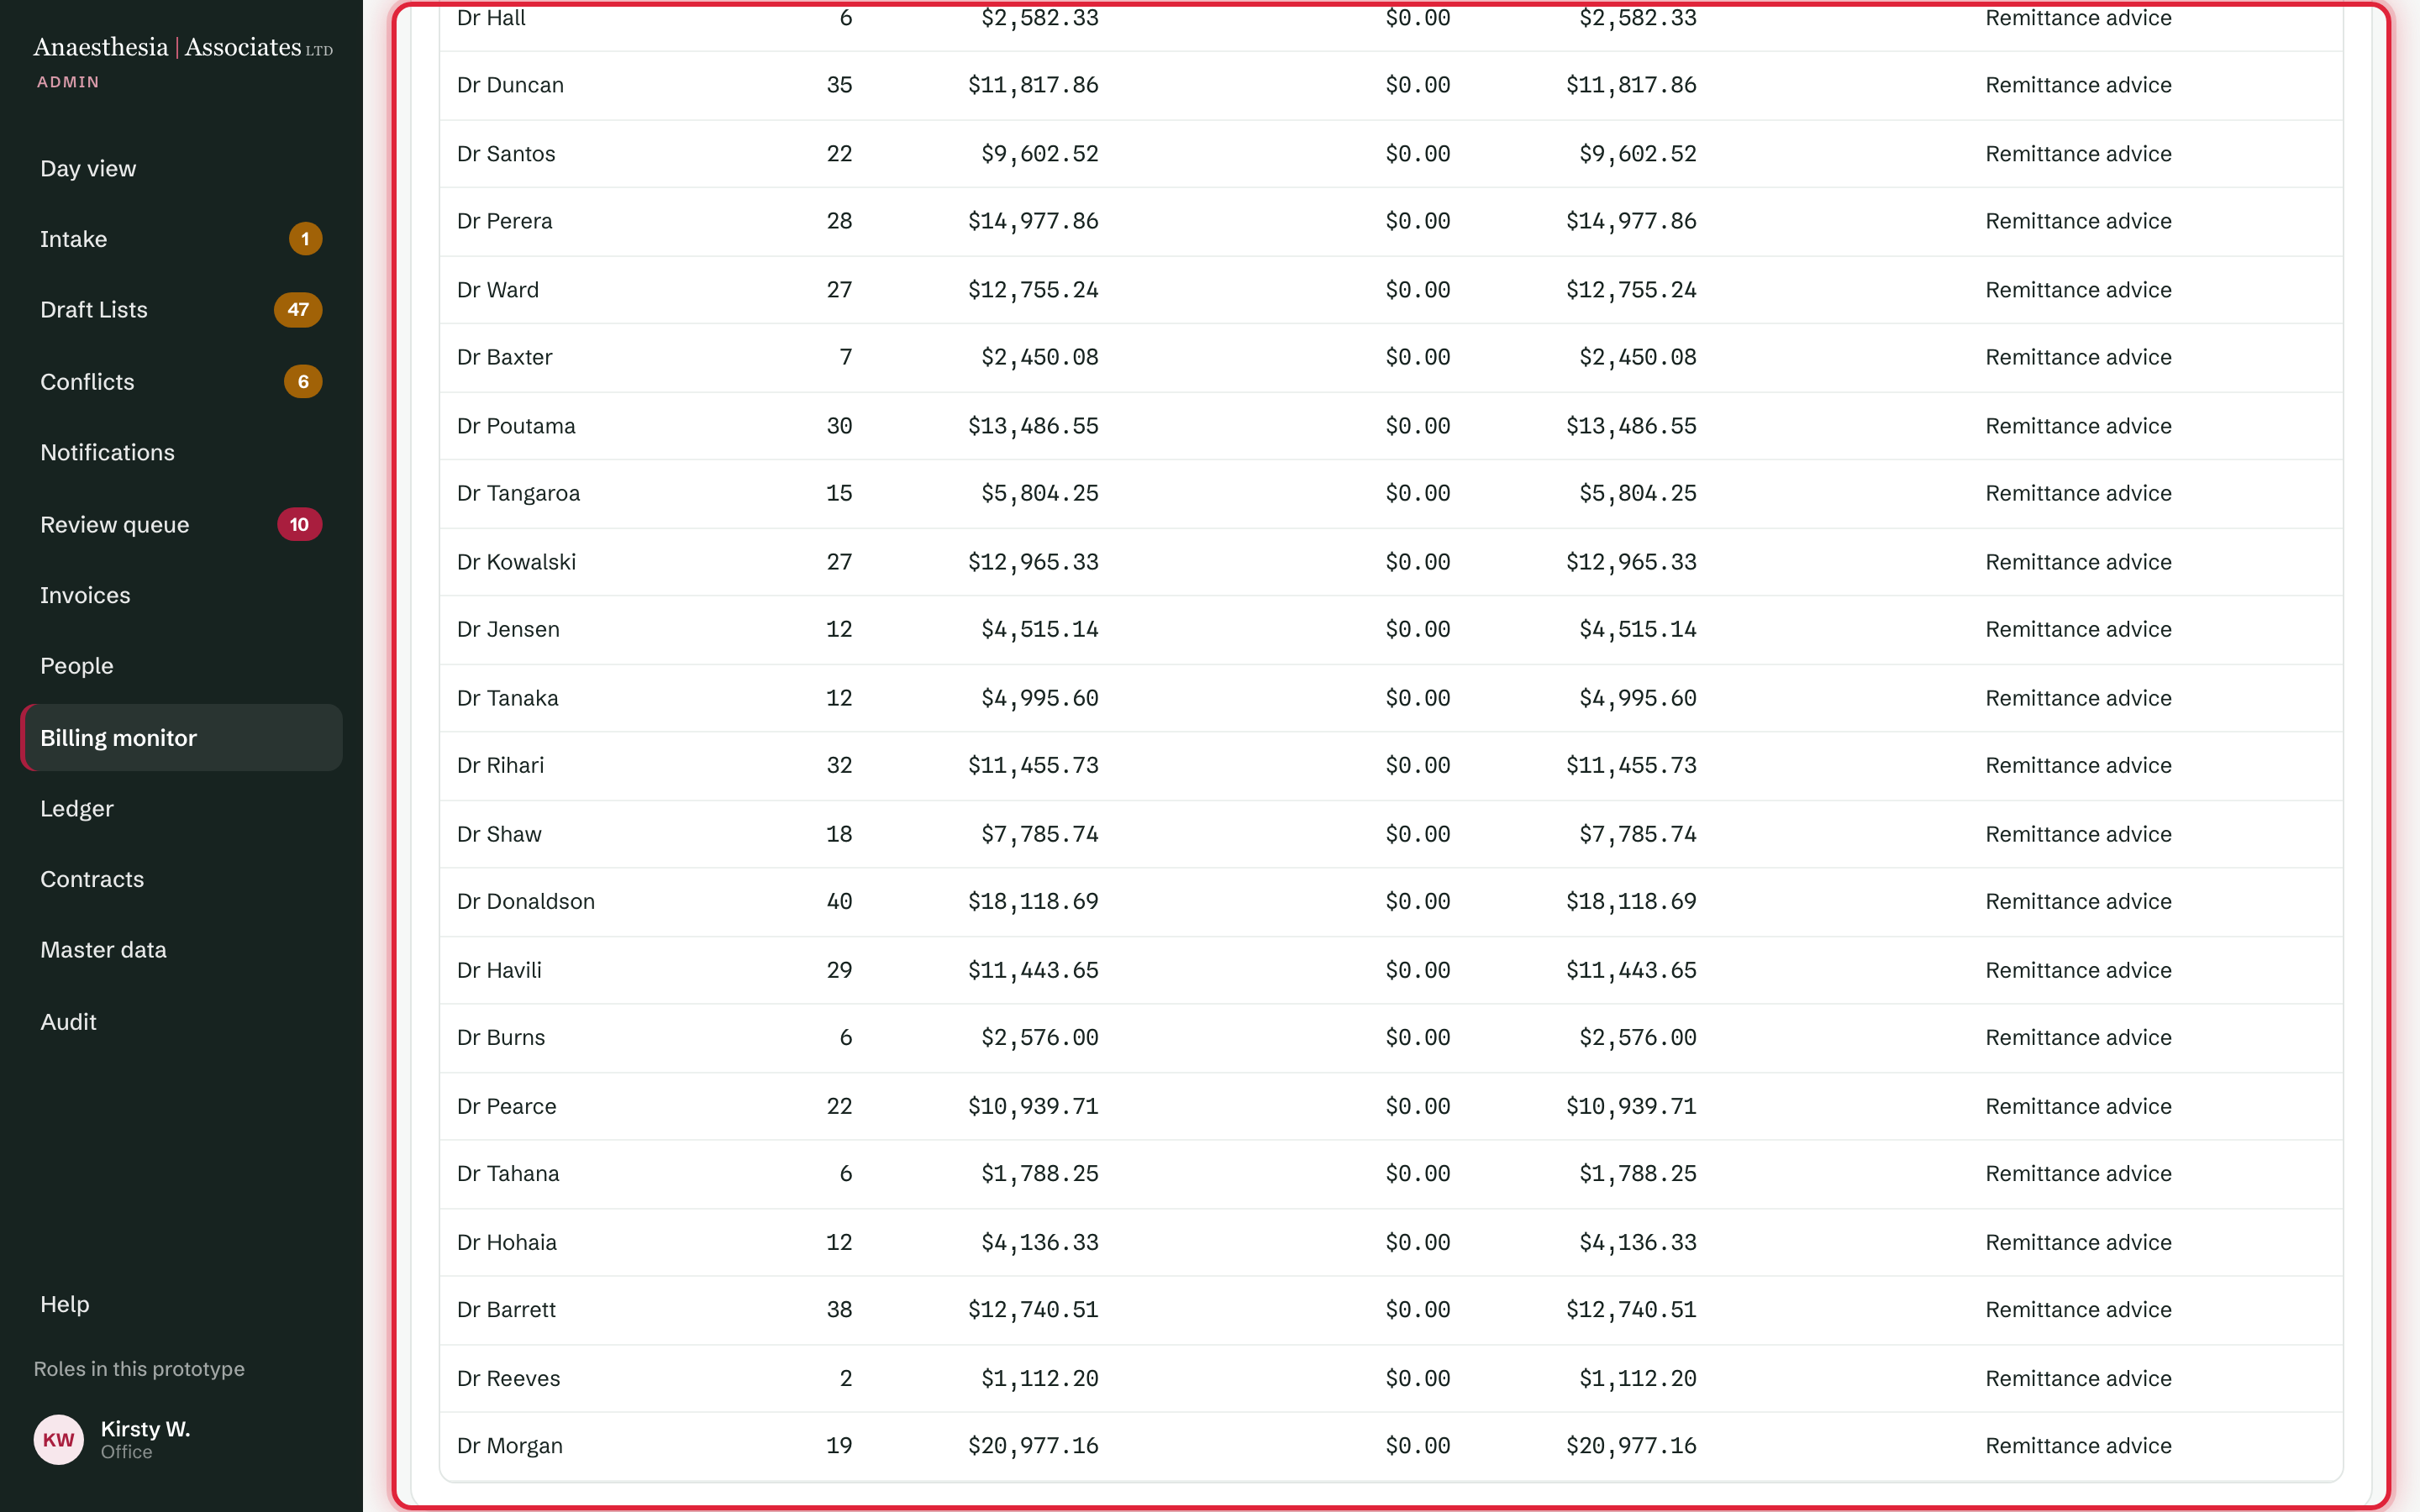 Anaesthesia | Associates LTD
ADMIN
Day view
Intake 1
Draft Lists 47
Conflicts 6
Notifications
Review queue 10
Invoices
People
Billing monitor
Ledger
Contracts
Master data
Audit
Help
Roles in this prototype
KW Kirsty W.
Office
Dr Hall 6 $2,582.33 $0.00 $2,582.33 Remittance advice
Dr Duncan 35 $11,817.86 $0.00 $11,817.86 Remittance advice
Dr Santos 22 $9,602.52 $0.00 $9,602.52 Remittance advice
Dr Perera 28 $14,977.86 $0.00 $14,977.86 Remittance advice
Dr Ward 27 $12,755.24 $0.00 $12,755.24 Remittance advice
Dr Baxter 7 $2,450.08 $0.00 $2,450.08 Remittance advice
Dr Poutama 30 $13,486.55 $0.00 $13,486.55 Remittance advice
Dr Tangaroa 15 $5,804.25 $0.00 $5,804.25 Remittance advice
Dr Kowalski 27 $12,965.33 $0.00 $12,965.33 Remittance advice
Dr Jensen 12 $4,515.14 $0.00 $4,515.14 Remittance advice
Dr Tanaka 12 $4,995.60 $0.00 $4,995.60 Remittance advice
Dr Rihari 32 $11,455.73 $0.00 $11,455.73 Remittance advice
Dr Shaw 18 $7,785.74 $0.00 $7,785.74 Remittance advice
Dr Donaldson 40 $18,118.69 $0.00 $18,118.69 Remittance advice
Dr Havili 29 $11,443.65 $0.00 $11,443.65 Remittance advice
Dr Burns 6 $2,576.00 $0.00 $2,576.00 Remittance advice
Dr Pearce 22 $10,939.71 $0.00 $10,939.71 Remittance advice
Dr Tahana 6 $1,788.25 $0.00 $1,788.25 Remittance advice
Dr Hohaia 12 $4,136.33 $0.00 $4,136.33 Remittance advice
Dr Barrett 38 $12,740.51 $0.00 $12,740.51 Remittance advice
Dr Reeves 2 $1,112.20 $0.00 $1,112.20 Remittance advice
Dr Morgan 19 $20,977.16 $0.00 $20,977.16 Remittance advice